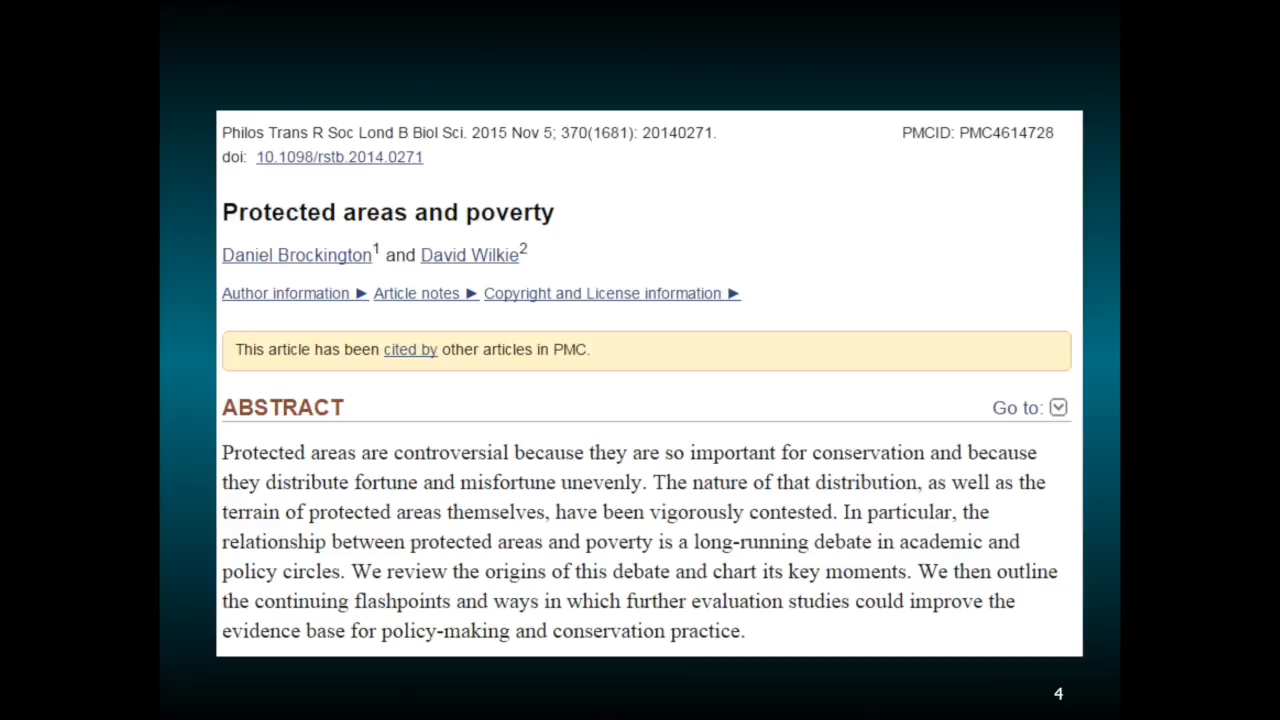 Philos Trans R Soc Lond B Biol Sci. 2015 Nov 5; 370(1681): 20140271. PMCID: PMC4614728
doi: 10.1098/rstb.2014.0271
Protected areas and poverty
Daniel Brockington1 and David Wilkie2
Author information ► Article notes ► Copyright and License information ►
This article has been cited by other articles in PMC.
ABSTRACT Go to:
Protected areas are controversial because they are so important for conservation and because
they distribute fortune and misfortune unevenly. The nature of that distribution, as well as the
terrain of protected areas themselves, have been vigorously contested. In particular, the
relationship between protected areas and poverty is a long-running debate in academic and
policy circles. We review the origins of this debate and chart its key moments. We then outline
the continuing flashpoints and ways in which further evaluation studies could improve the
evidence base for policy-making and conservation practice.
4